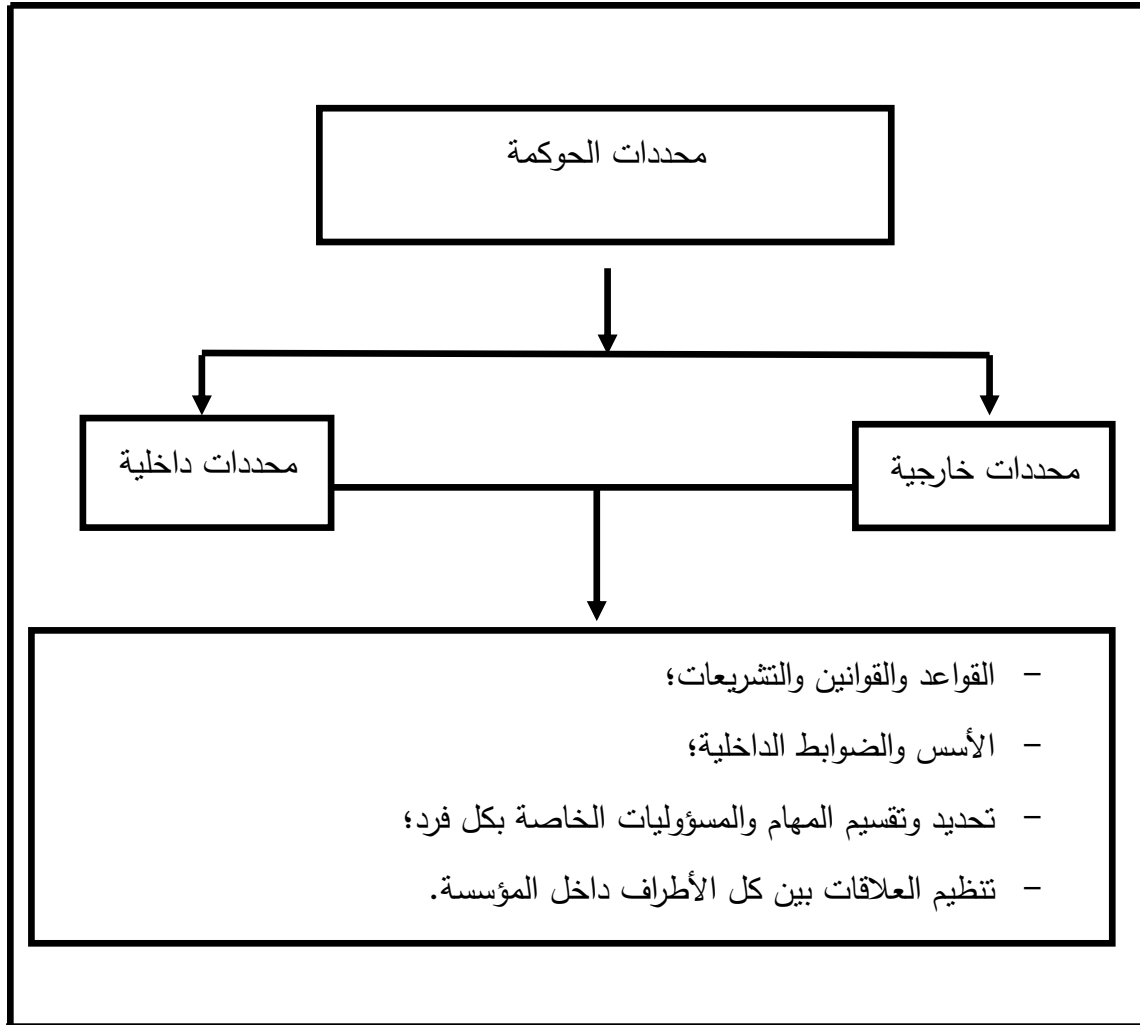 محددات الحوكمة
محددات خارجية
محددات داخلية
- القواعد والقوانين والتشريعات؛
- الأسس والضوابط الداخلية؛
- تحديد وتقسيم المهام والمسؤوليات الخاصة بكل فرد؛
- تنظيم العلاقات بين كل الأطراف داخل المؤسسة.